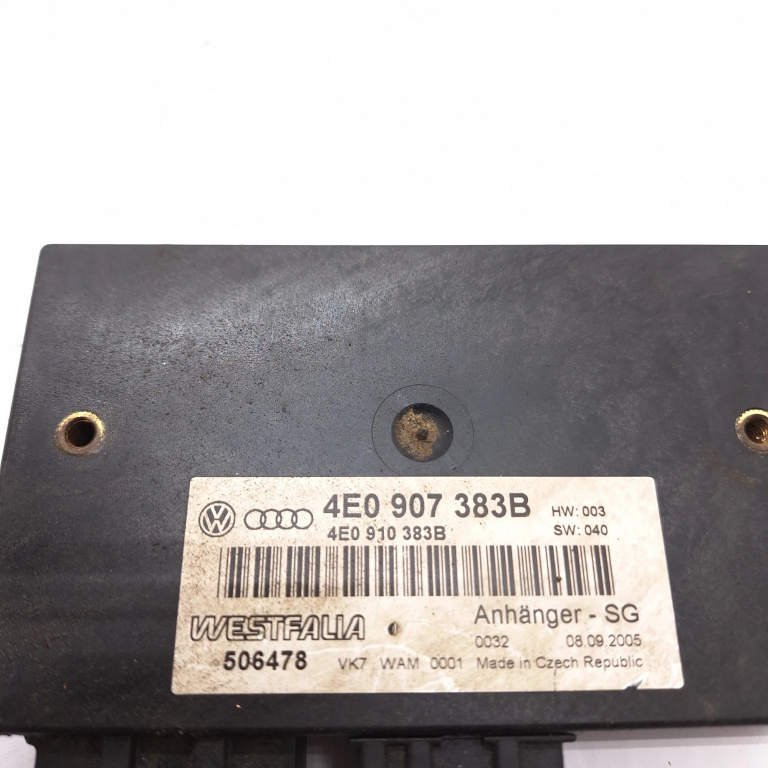 4E0 907 383B HW: 003
4E0 910 383B SW: 040
WESTFALIA Anhänger - SG
0032 08.09.2005
506478 VK7 WAM 0001 Made in Czech Republic